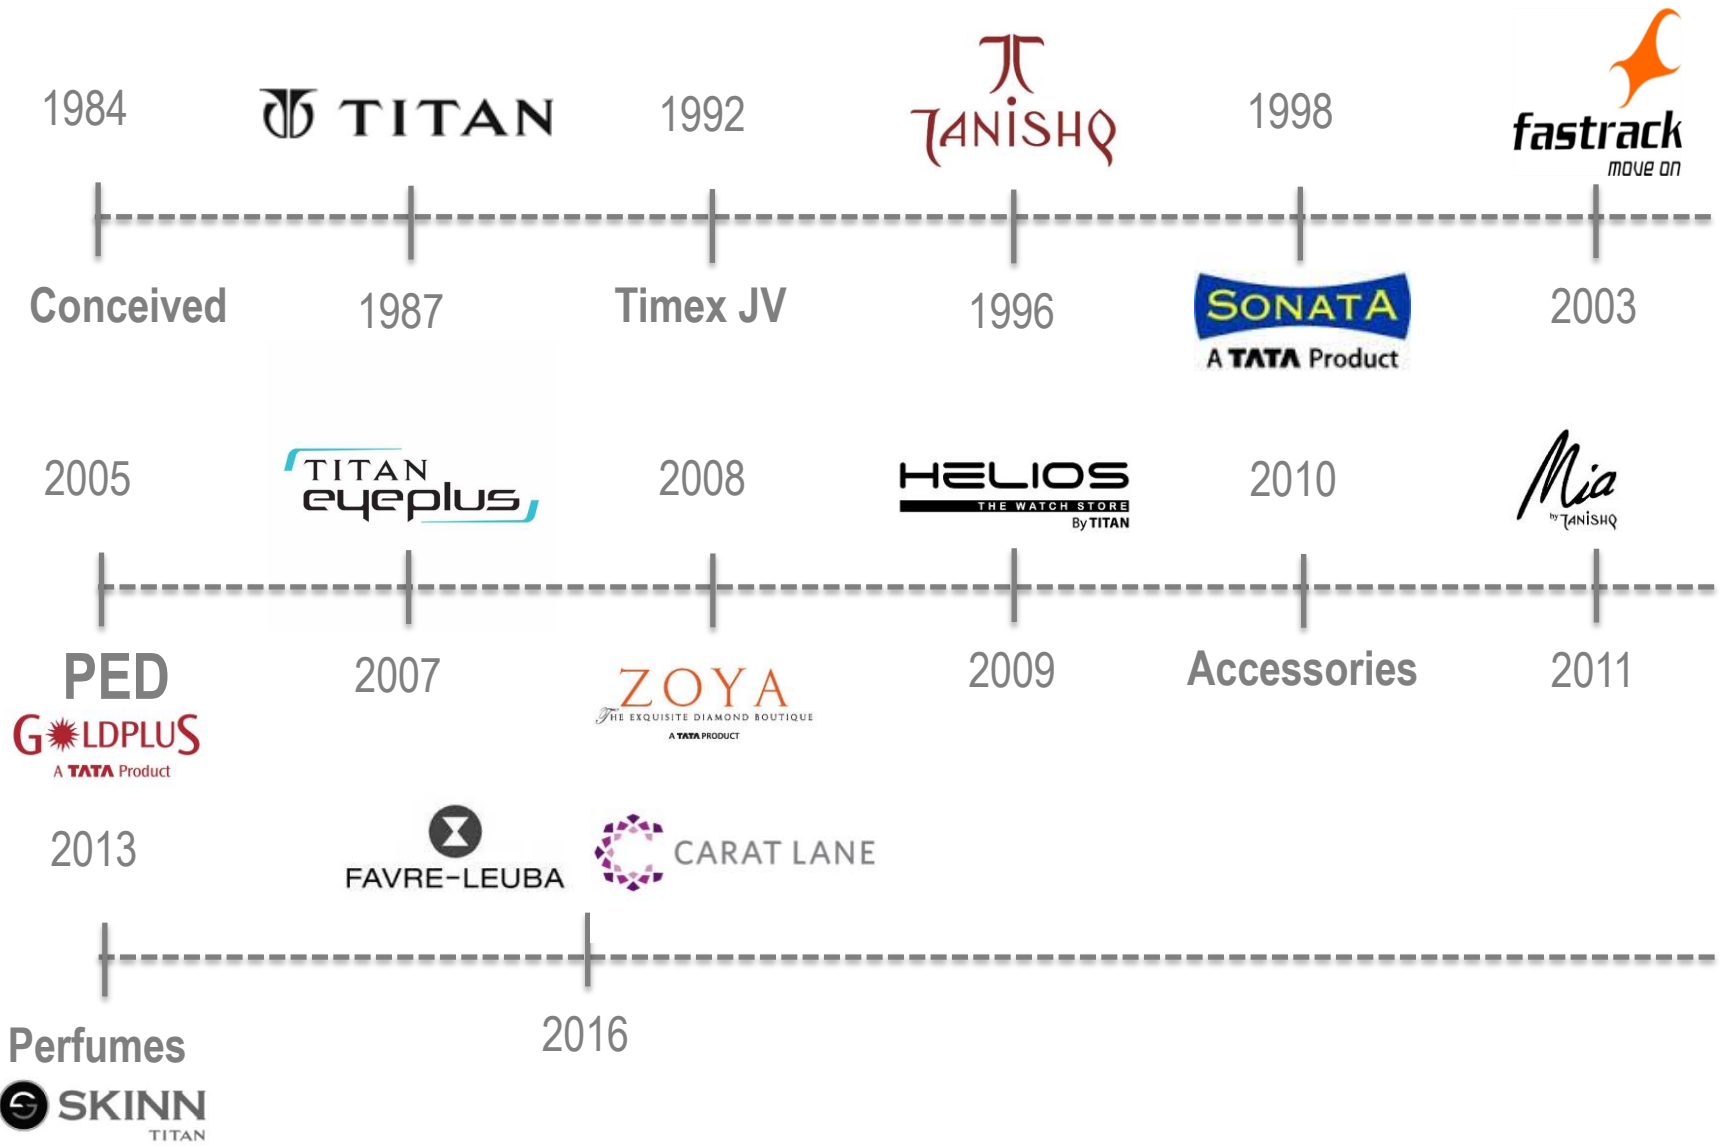 1984
TITAN
1992
TANiSHQ
1998
fastrack
move on
Conceived
1987
Timex JV
1996
SONATA
A TATA Product
2003
2005
TITAN
eyeplus
2008
HELIOS
THE WATCH STORE
By TITAN
2010
Mia
by TANiSHQ
PED
GOLDPLUS
A TATA Product
2007
ZOYA
THE EXQUISITE DIAMOND BOUTIQUE
A TATA PRODUCT
2009
Accessories
2011
2013
FAVRE-LEUBA
CARAT LANE
Perfumes
SKINN
TITAN
2016